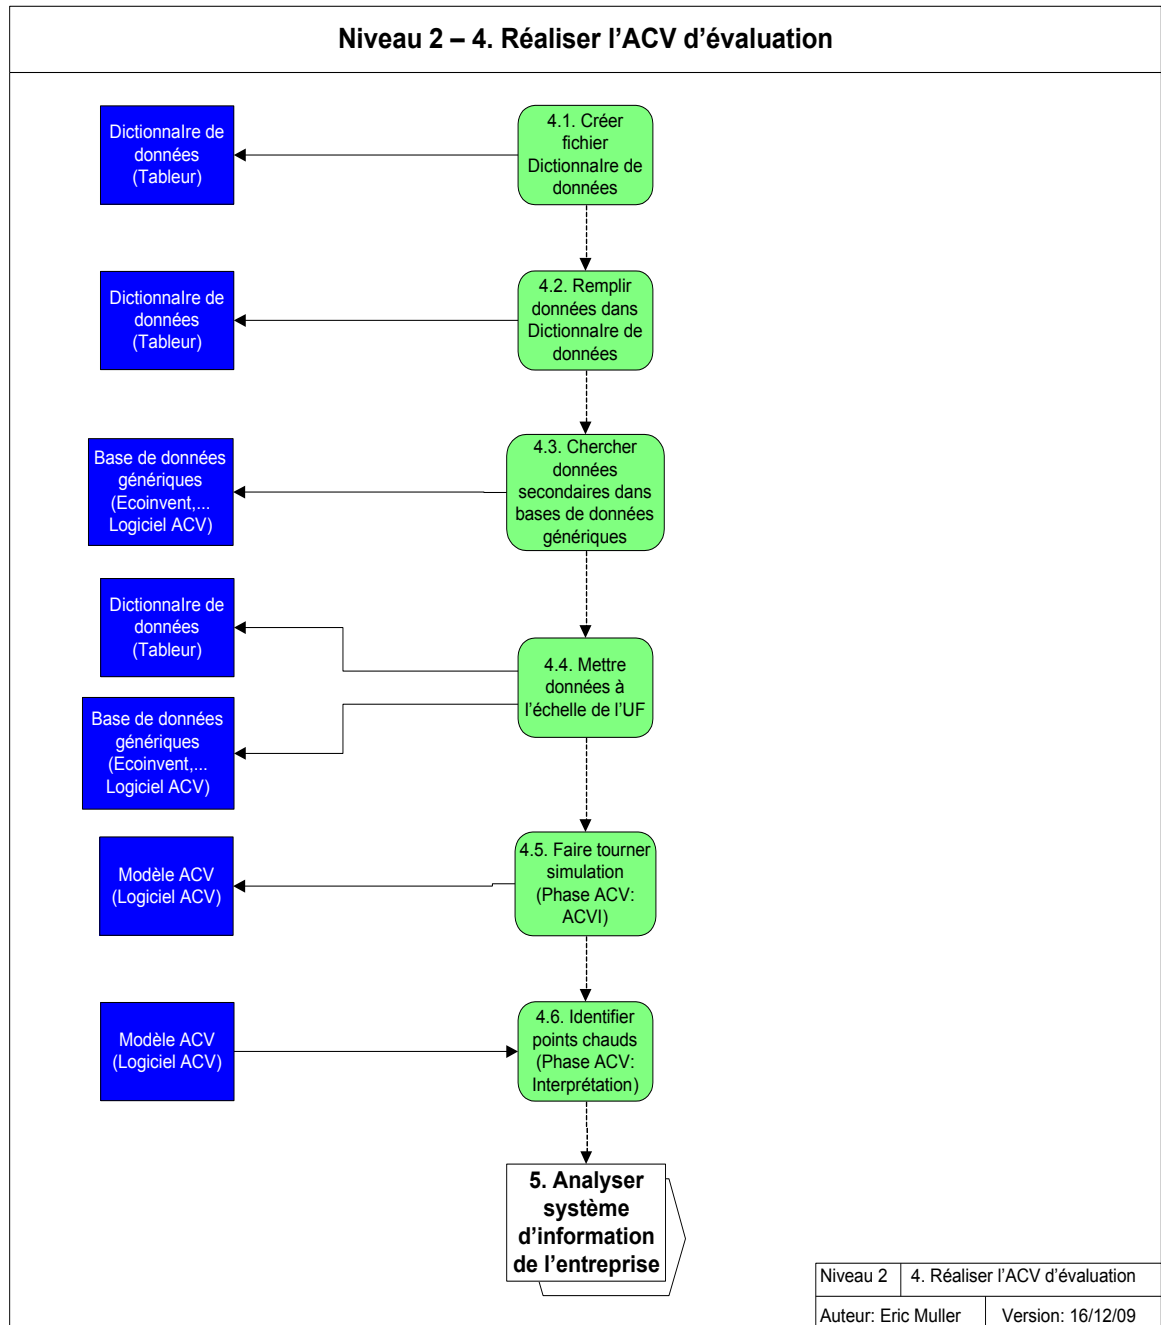 Niveau 2 – 4. Réaliser l'ACV d'évaluation
DictionnaIre de
données
(Tableur)
4.1. Créer
fichier
DictionnaIre de
données
DictionnaIre de
données
(Tableur)
4.2. Remplir
données dans
DictionnaIre de
données
Base de données
génériques
(Ecoinvent,...
Logiciel ACV)
4.3. Chercher
données
secondaires dans
bases de données
génériques
DictionnaIre de
données
(Tableur)
4.4. Mettre
données à
l'échelle de l'UF
Base de données
génériques
(Ecoinvent,...
Logiciel ACV)
Modèle ACV
(Logiciel ACV)
4.5. Faire tourner
simulation
(Phase ACV:
ACVI)
Modèle ACV
(Logiciel ACV)
4.6. Identifier
points chauds
(Phase ACV:
Interprétation)
5. Analyser
système
d'information
de l'entreprise
Niveau 2 4. Réaliser l'ACV d'évaluation
Auteur: Eric Muller Version: 16/12/09